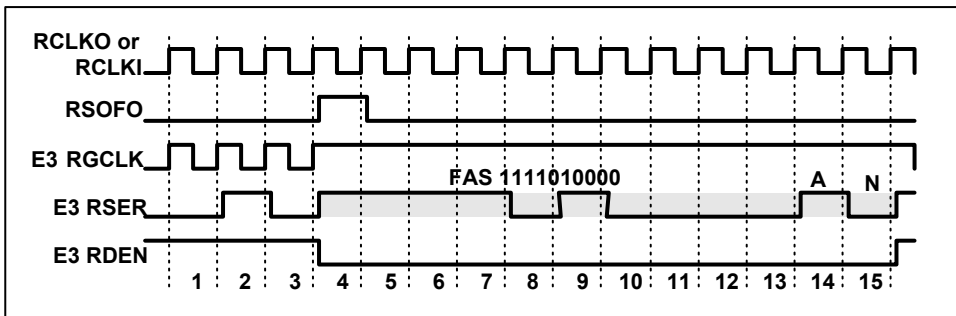 RCLKO or
RCLKI
RSOFO
E3 RGCLK
FAS 1111010000
A
N
E3 RSER
E3 RDEN
1 2 3 4 5 6 7 8 9 10 11 12 13 14 15